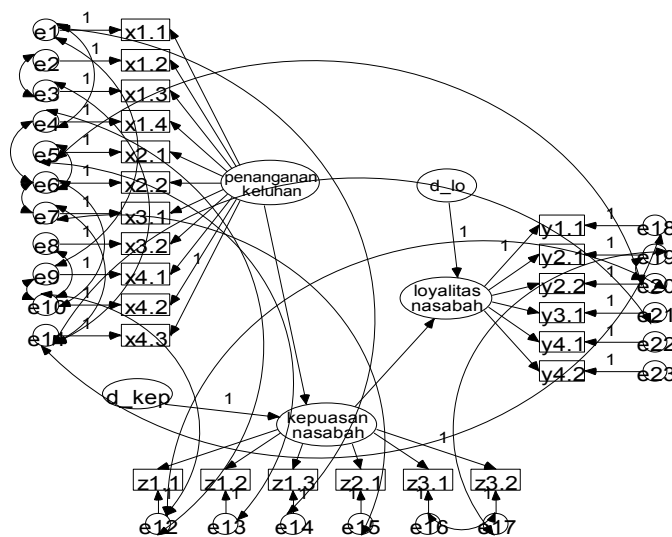 e1 1 x1.1
e2 1 x1.2
e3 1 x1.3
e4 1 x1.4
e5 1 x2.1
e6 1 x2.2
e7 1 x3.1
e8 1 x3.2
e9 1 x4.1
e10 1 x4.2
e11 1 x4.3
penanganan
keluhan
1
d_lo
1
loyalitas
nasabah
1
y1.1 1 e18
y2.1 1 e19
y2.2 1 e20
y3.1 1 e21
y4.1 1 e22
y4.2 1 e23
d_kep
1
kepuasan
nasabah
1
z1.1 z1.2 z1.3 z2.1 z3.1 z3.2
e12 e13 e14 e15 e16 e17